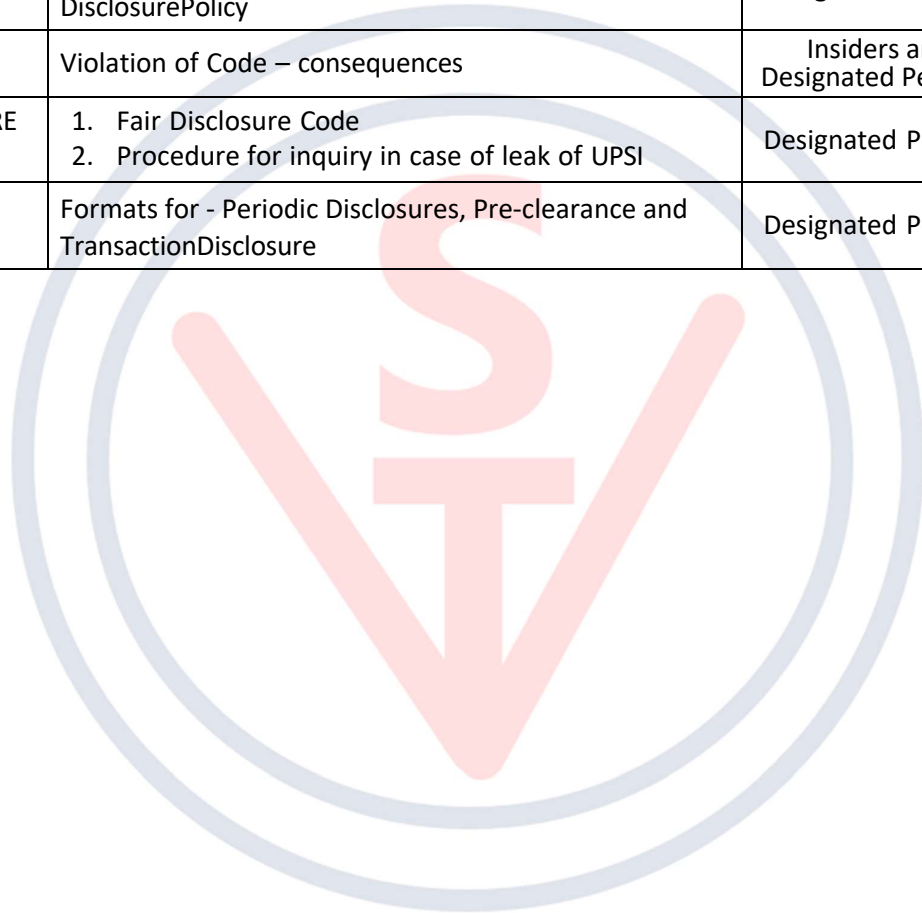 DisclosurePolicy
Violation of Code – consequences
Insiders a
Designated Pe
RE
1. Fair Disclosure Code
2. Procedure for inquiry in case of leak of UPSI
Designated P
Formats for - Periodic Disclosures, Pre-clearance and
TransactionDisclosure
Designated P
S
T
V